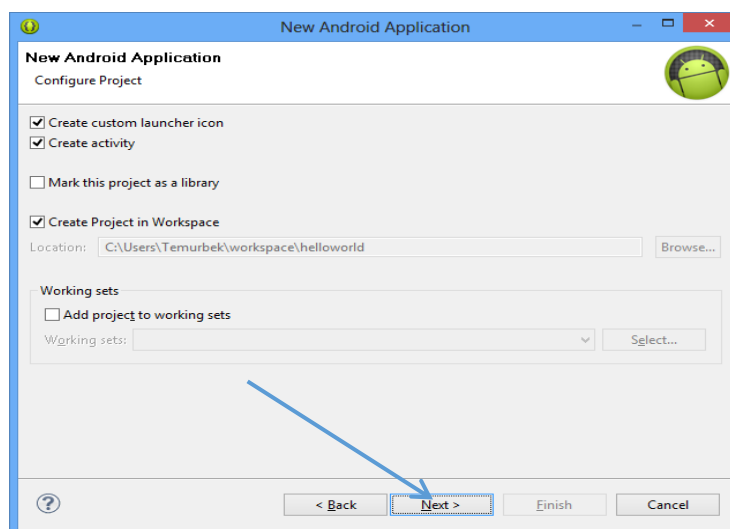 New Android Application
New Android Application
Configure Project
Create custom launcher icon
Create activity
Mark this project as a library
Create Project in Workspace
Location: C:\Users\Temurbek\workspace\helloworld Browse...
Working sets
Add project to working sets
Working sets: Select...
< Back Next > Finish Cancel